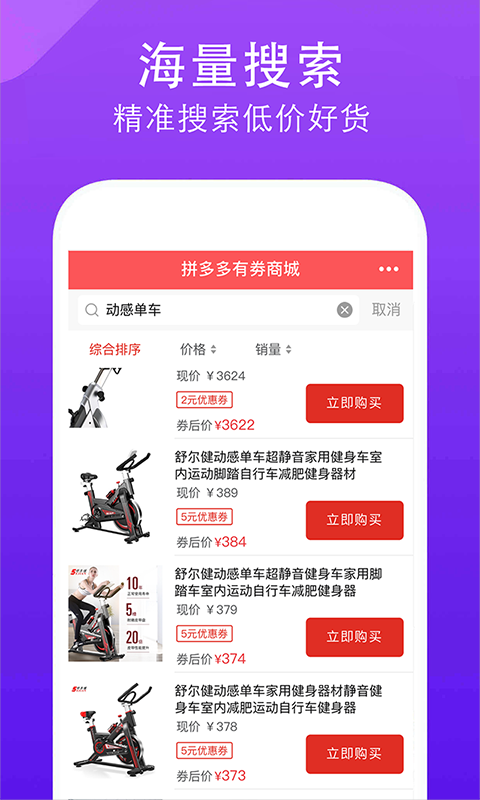 海量搜索
精准搜索低价好货
拼多多有券商城
动感单车
取消
综合排序 价格 销量
现价 ¥3624
2元优惠券
券后价¥3622
立即购买
舒尔健动感单车超静音家用健身车室
内运动脚踏自行车减肥健身器材
现价 ¥389
5元优惠券
券后价¥384
立即购买
舒尔健动感单车超静音健身车家用脚
踏车室内运动自行车减肥健身器
现价 ¥379
5元优惠券
券后价¥374
立即购买
10
5
20
舒尔健动感单车家用健身器材静音健
身车室内运动减肥动感自行车健身器
现价 ¥378
5元优惠券
券后价¥373
立即购买